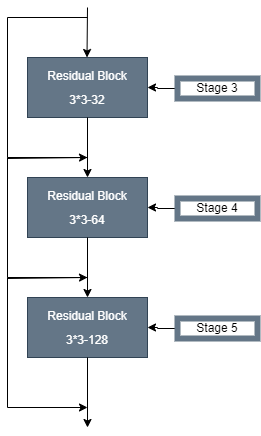 Residual Block
3*3-32
Stage 3
Residual Block
3*3-64
Stage 4
Residual Block
3*3-128
Stage 5